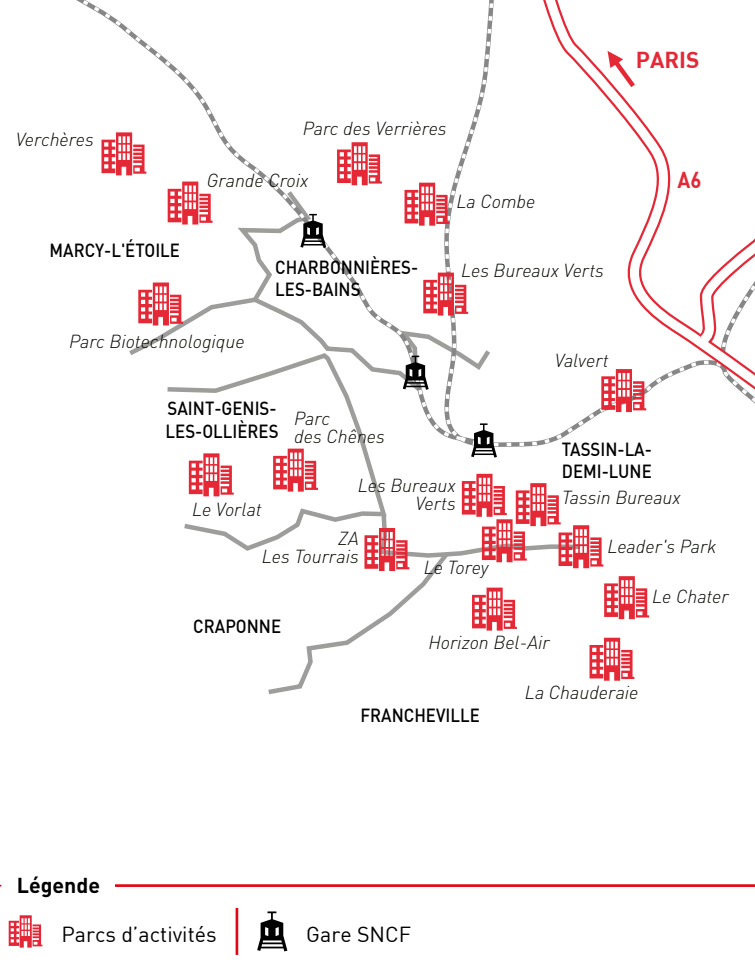 PARIS
A6
Parc des Verrières
Verchères
Grande Croix
La Combe
MARCY-L'ÉTOILE
CHARBONNIÈRES-
LES-BAINS
Les Bureaux Verts
Parc Biotechnologique
Valvert
SAINT-GENIS-
LES-OLLIÈRES
Parc
des Chênes
TASSIN-LA-
DEMI-LUNE
Les Bureaux
Verts
Tassin Bureaux
Le Vorlat
ZA
Les Tourrais
Le Torey
Leader's Park
Le Chater
CRAPONNE
Horizon Bel-Air
La Chauderaie
FRANCHEVILLE
Légende
Parcs d'activités
Gare SNCF